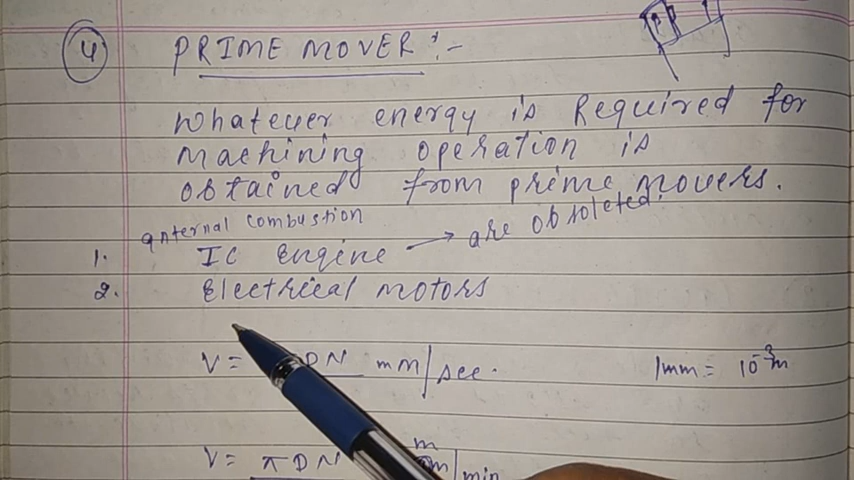 4 PRIME MOVER :-
Whatever energy is Required for
Machining operation is
obtained from prime movers.
internal combustion
1. IC engine → are obsoleted.
2. Electrical motors
V = DN mm/sec. 1mm = 10⁻³m
m
V = πDN m/min